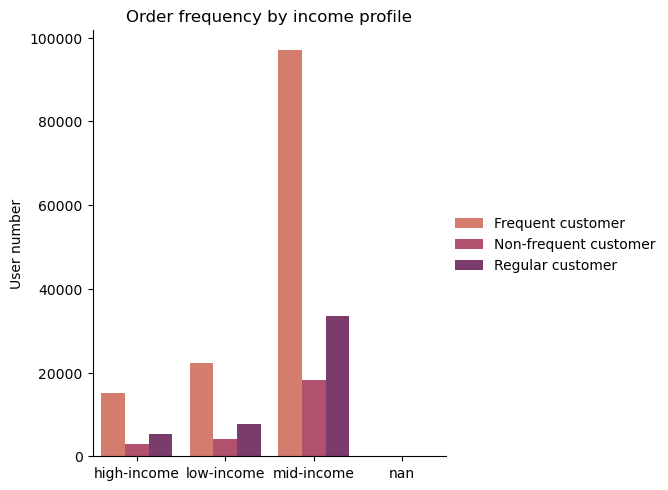 Order frequency by income profile
100000
80000
60000
40000
20000
0
User number
high-income low-income mid-income nan
Frequent customer
Non-frequent customer
Regular customer